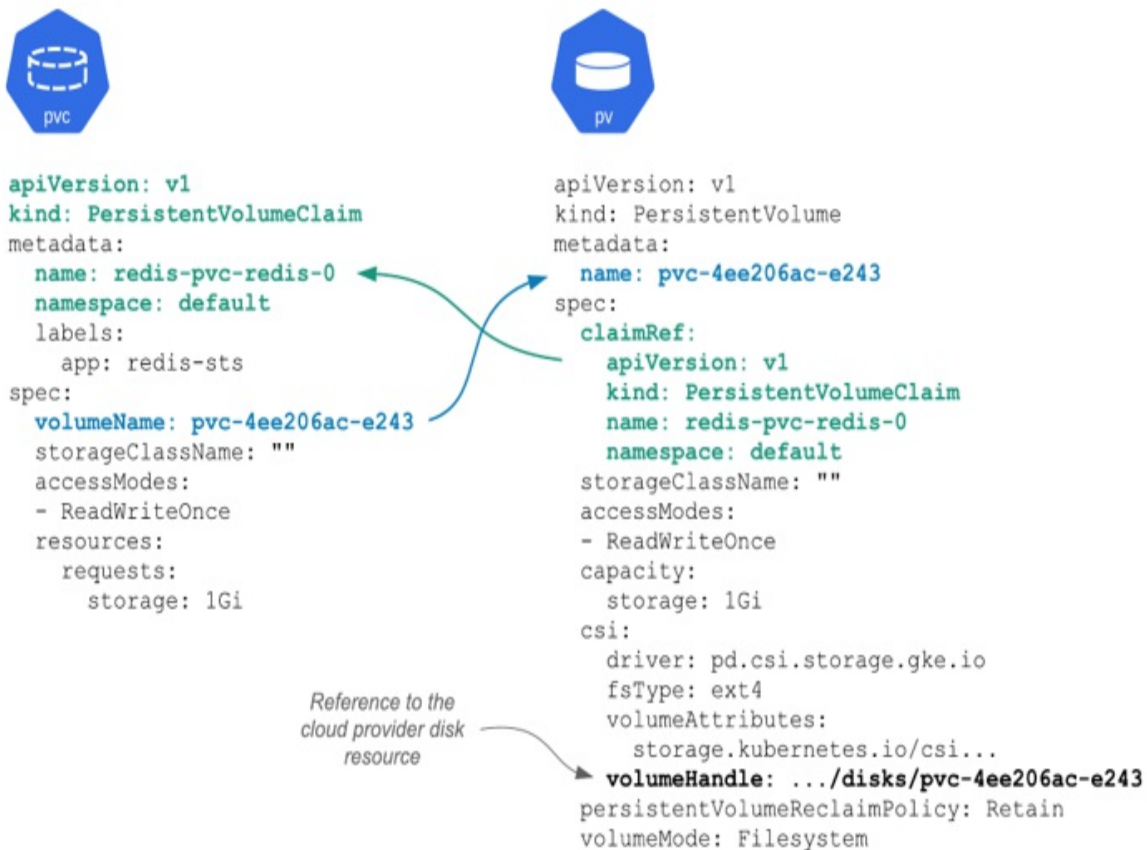 pvc
apiVersion: v1
kind: PersistentVolumeClaim
metadata:
  name: redis-pvc-redis-0
  namespace: default
  labels:
    app: redis-sts
spec:
  volumeName: pvc-4ee206ac-e243
  storageClassName: ""
  accessModes:
  - ReadWriteOnce
  resources:
    requests:
      storage: 1Gi
pv
apiVersion: v1
kind: PersistentVolume
metadata:
  name: pvc-4ee206ac-e243
spec:
  claimRef:
    apiVersion: v1
    kind: PersistentVolumeClaim
    name: redis-pvc-redis-0
    namespace: default
  storageClassName: ""
  accessModes:
  - ReadWriteOnce
  capacity:
    storage: 1Gi
  csi:
    driver: pd.csi.storage.gke.io
    fsType: ext4
    volumeAttributes:
      storage.kubernetes.io/csi...
    volumeHandle: .../disks/pvc-4ee206ac-e243
  persistentVolumeReclaimPolicy: Retain
  volumeMode: Filesystem
Reference to the
cloud provider disk
resource